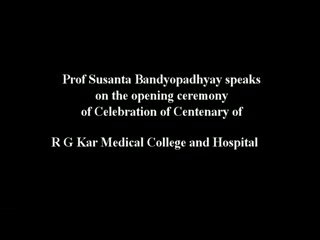 Prof Susanta Bandyopadhyay speaks
on the opening ceremony
of Celebration of Centenary of
R G Kar Medical College and Hospital